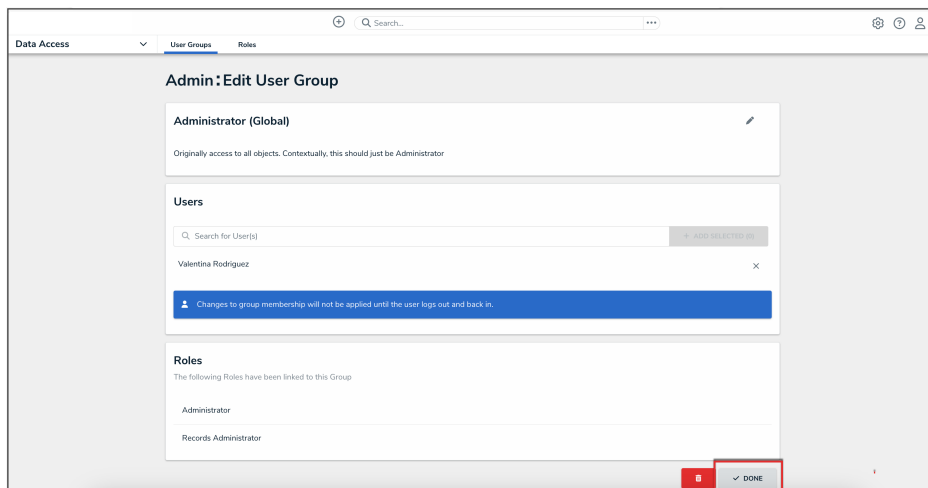 Search...
Data Access
User Groups
Roles
Admin:Edit User Group
Administrator (Global)
Originally access to all objects. Contextually, this should just be Administrator
Users
Search for User(s)
+ ADD SELECTED (0)
Valentina Rodriguez
Changes to group membership will not be applied until the user logs out and back in.
Roles
The following Roles have been linked to this Group
Administrator
Records Administrator
DONE